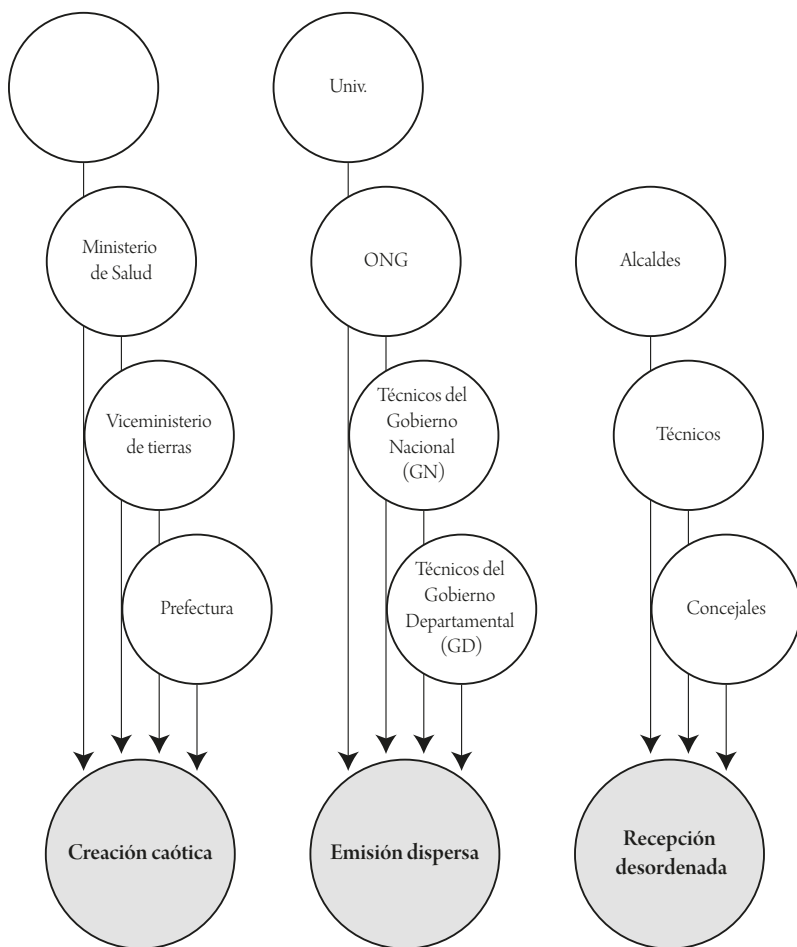 Univ.
Ministerio
de Salud
ONG
Alcaldes
Viceministerio
de tierras
Técnicos del
Gobierno
Nacional
(GN)
Técnicos
Prefectura
Técnicos del
Gobierno
Departamental
(GD)
Concejales
Creación caótica
Emisión dispersa
Recepción
desordenada